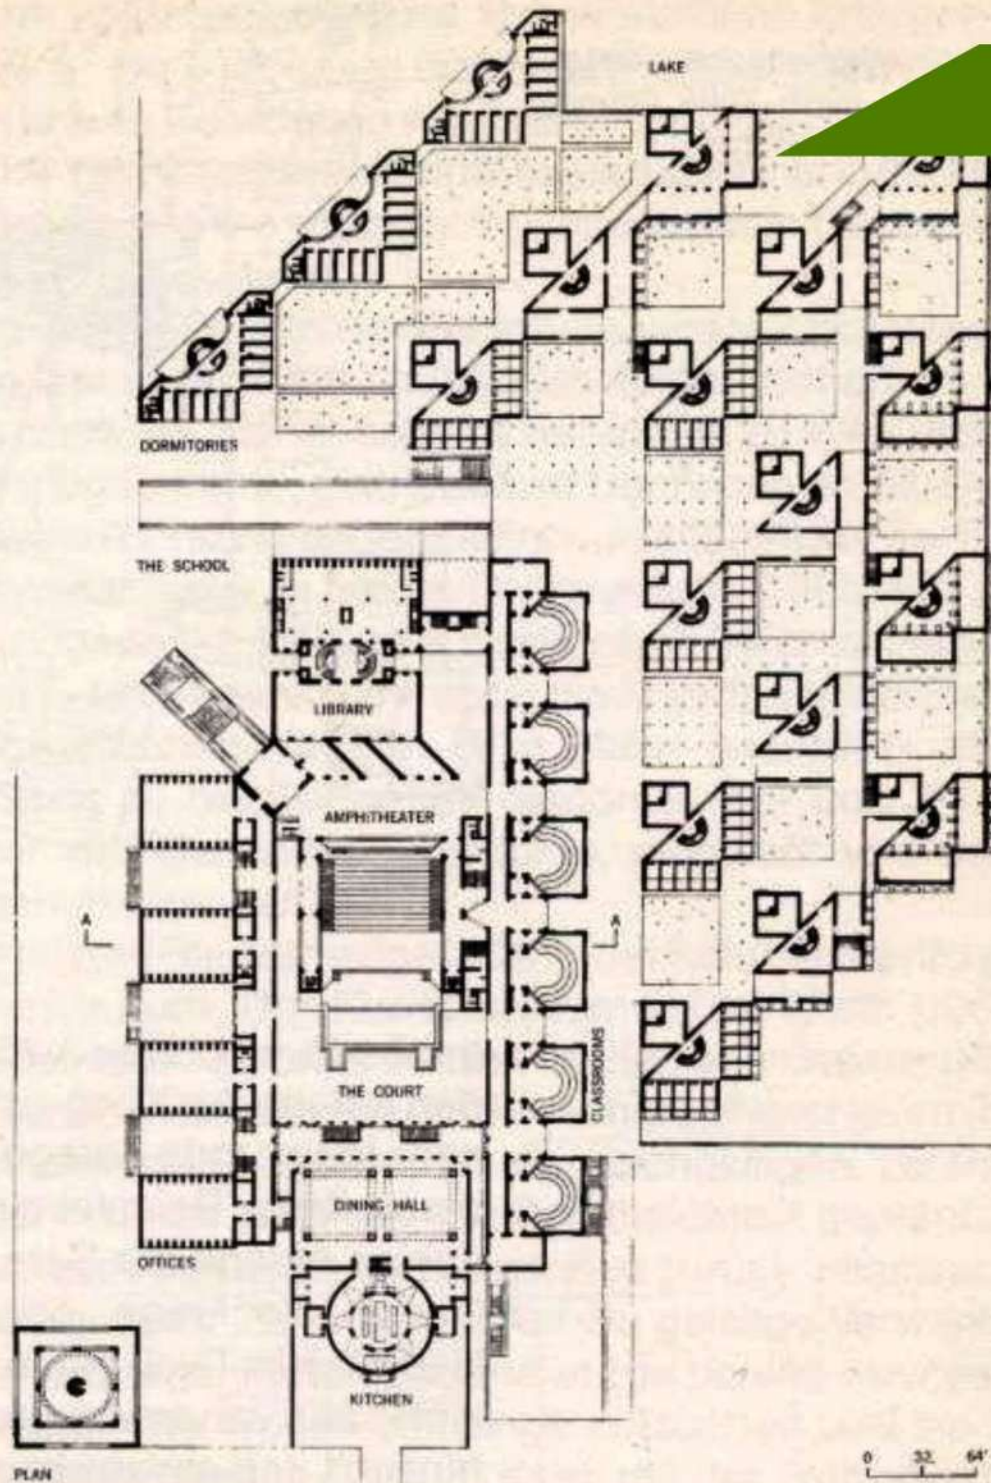 LAKE
DORMITORIES
THE SCHOOL
LIBRARY
AMPHITHEATER
A
A
THE COURT
CLASSROOMS
DINING HALL
OFFICES
KITCHEN
PLAN
0 32 64'